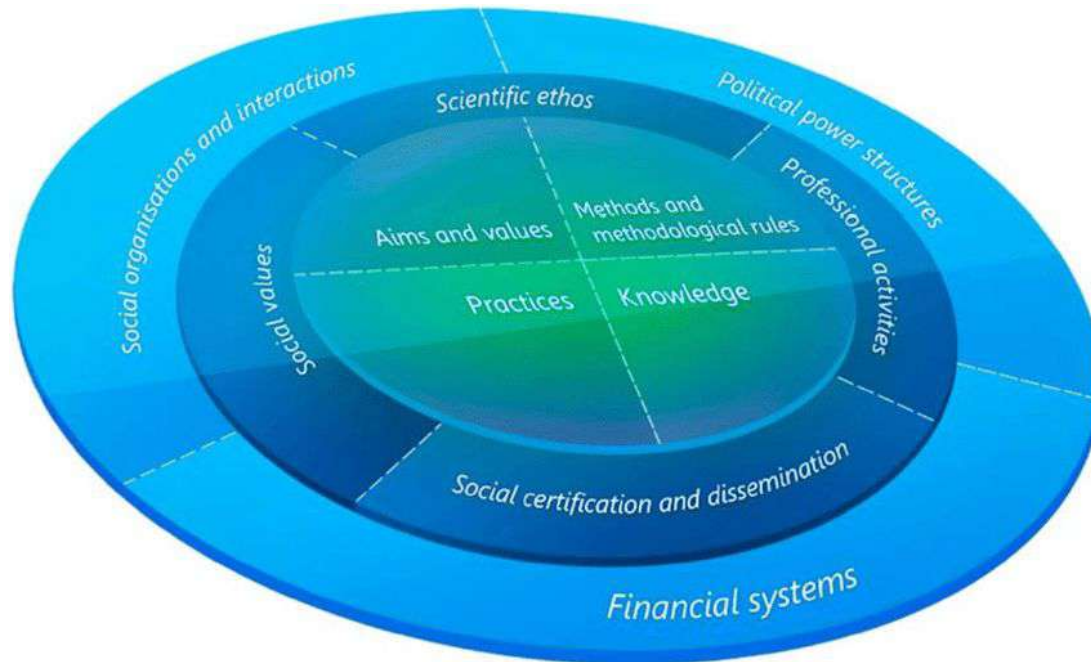 Social organisations and interactions
Political power structures
Scientific ethos
Professional activities
Aims and values
Methods and
methodological rules
Social values
Practices
Knowledge
Social certification and dissemination
Financial systems